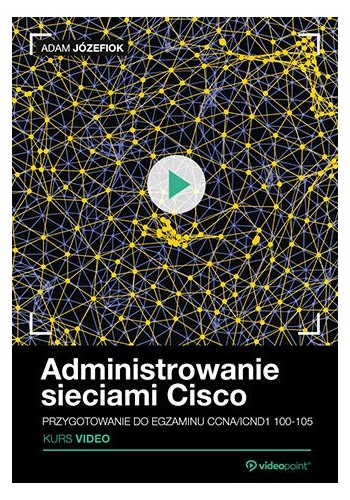 ADAM JÓZEFIOK
Administrowanie
sieciami Cisco
PRZYGOTOWANIE DO EGZAMINU CCNA/ICND1 100-105
KURS VIDEO
videopoint